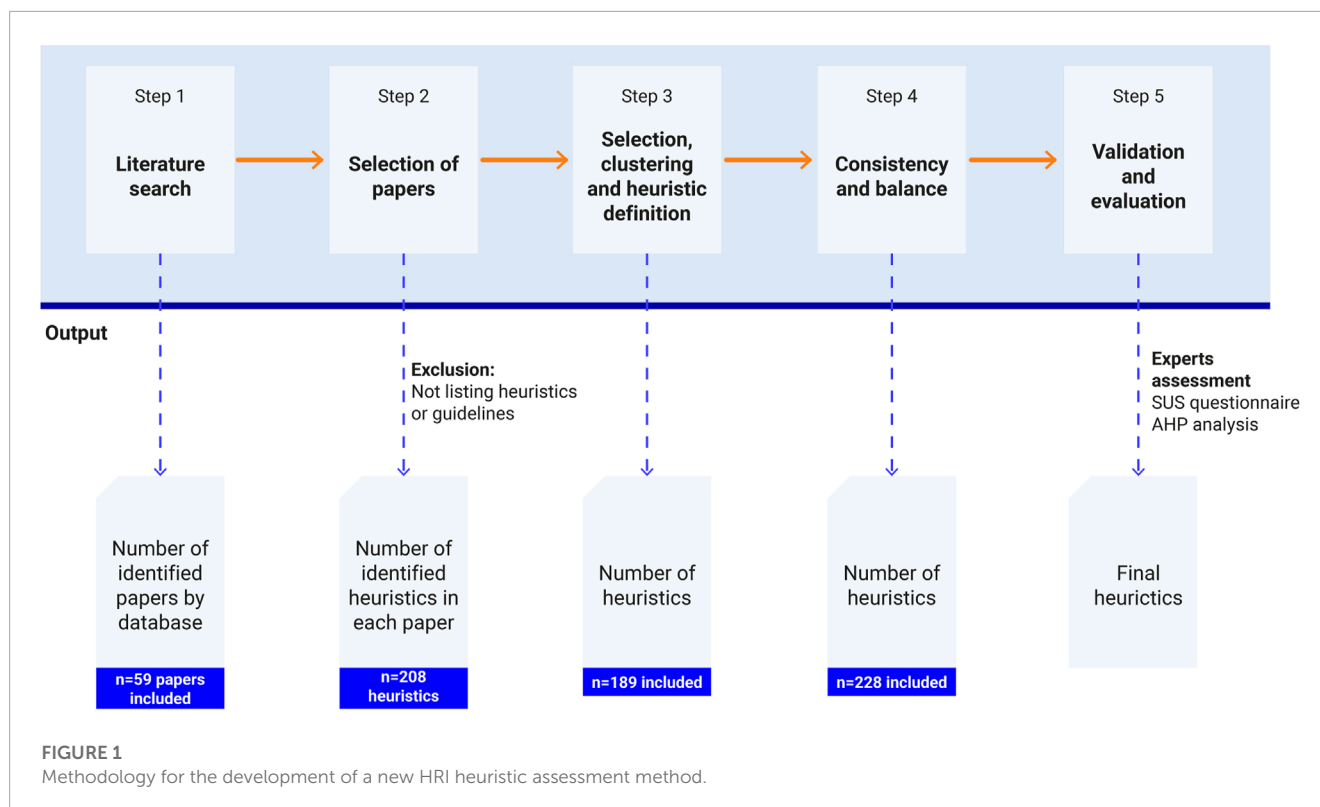 Step 1
Literature
search
Step 2
Selection of
papers
Step 3
Selection,
clustering
and heuristic
definition
Step 4
Consistency
and balance
Step 5
Validation
and
evaluation
Output
Exclusion:
Not listing heuristics
or guidelines
Experts
assessment
SUS questionnaire
AHP analysis
Number of
identified
papers by
database
n=59 papers
included
Number of
identified
heuristics in
each paper
n=208
heuristics
Number of
heuristics
n=189 included
Number of
heuristics
n=228 included
Final
heurictics
FIGURE 1
Methodology for the development of a new HRI heuristic assessment method.